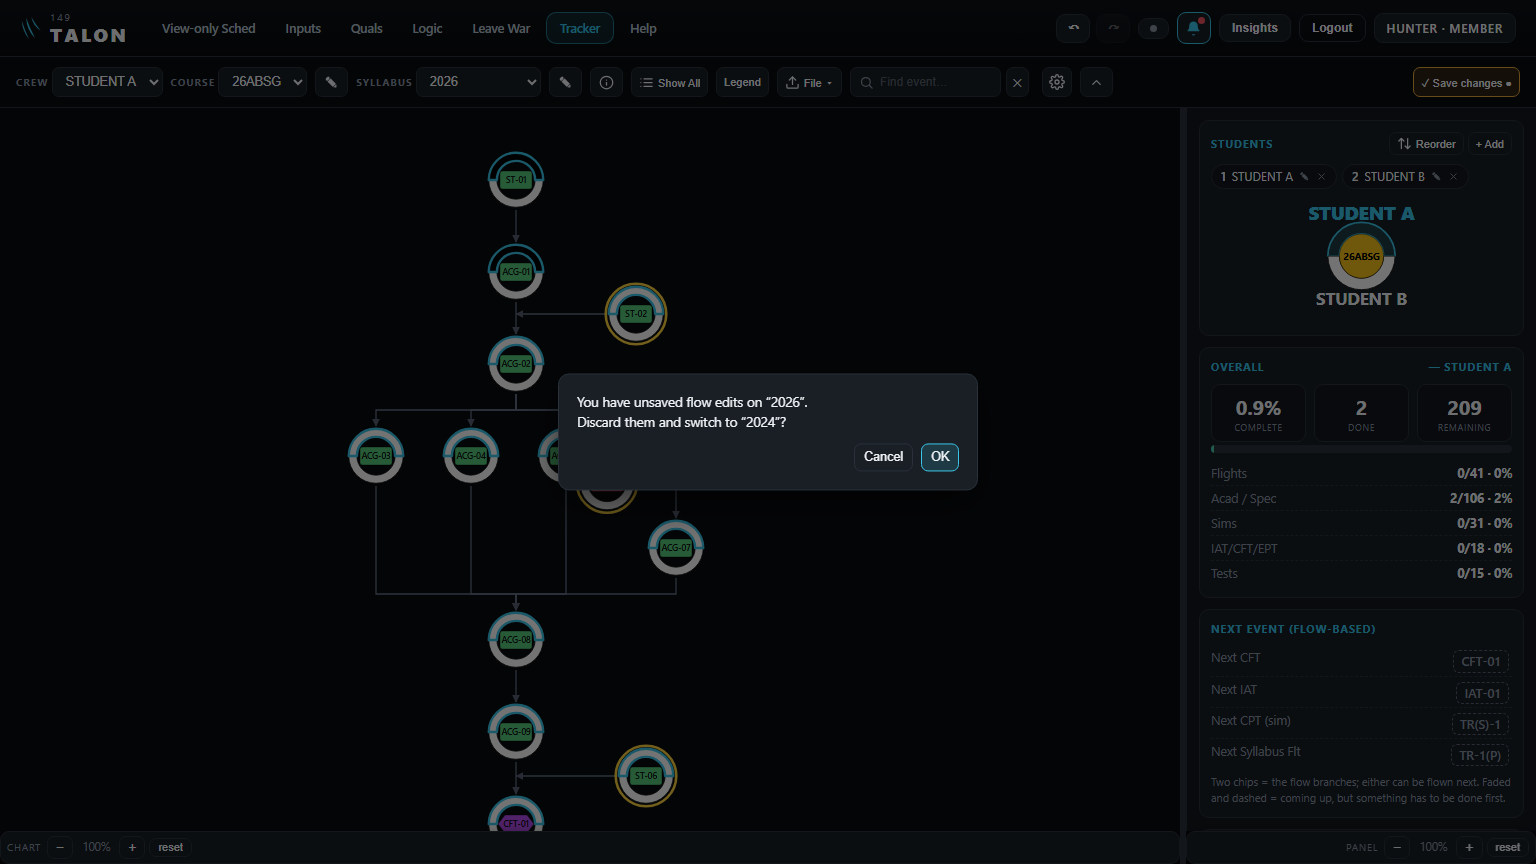 149
TALON
View-only Sched
Inputs
Quals
Logic
Leave War
Tracker
Help
Insights
Logout
HUNTER · MEMBER
CREW
STUDENT A
COURSE
26ABSG
SYLLABUS
2026
Show All
Legend
File
Find event...
✓ Save changes ●
ST-01
ACG-01
ST-02
ACG-02
ACG-03
ACG-04
ACG-07
ACG-08
ACG-09
ST-06
CFT-01
You have unsaved flow edits on “2026”.
Discard them and switch to “2024”?
Cancel
OK
STUDENTS
Reorder
+ Add
1 STUDENT A
2 STUDENT B
STUDENT A
26ABSG
STUDENT B
OVERALL
— STUDENT A
0.9%
COMPLETE
2
DONE
209
REMAINING
Flights 0/41 · 0%
Acad / Spec 2/106 · 2%
Sims 0/31 · 0%
IAT/CFT/EPT 0/18 · 0%
Tests 0/15 · 0%
NEXT EVENT (FLOW-BASED)
Next CFT CFT-01
Next IAT IAT-01
Next CPT (sim) TR(S)-1
Next Syllabus Flt TR-1(P)
Two chips = the flow branches; either can be flown next. Faded
and dashed = coming up, but something has to be done first.
CHART − 100% + reset
PANEL − 100% + reset